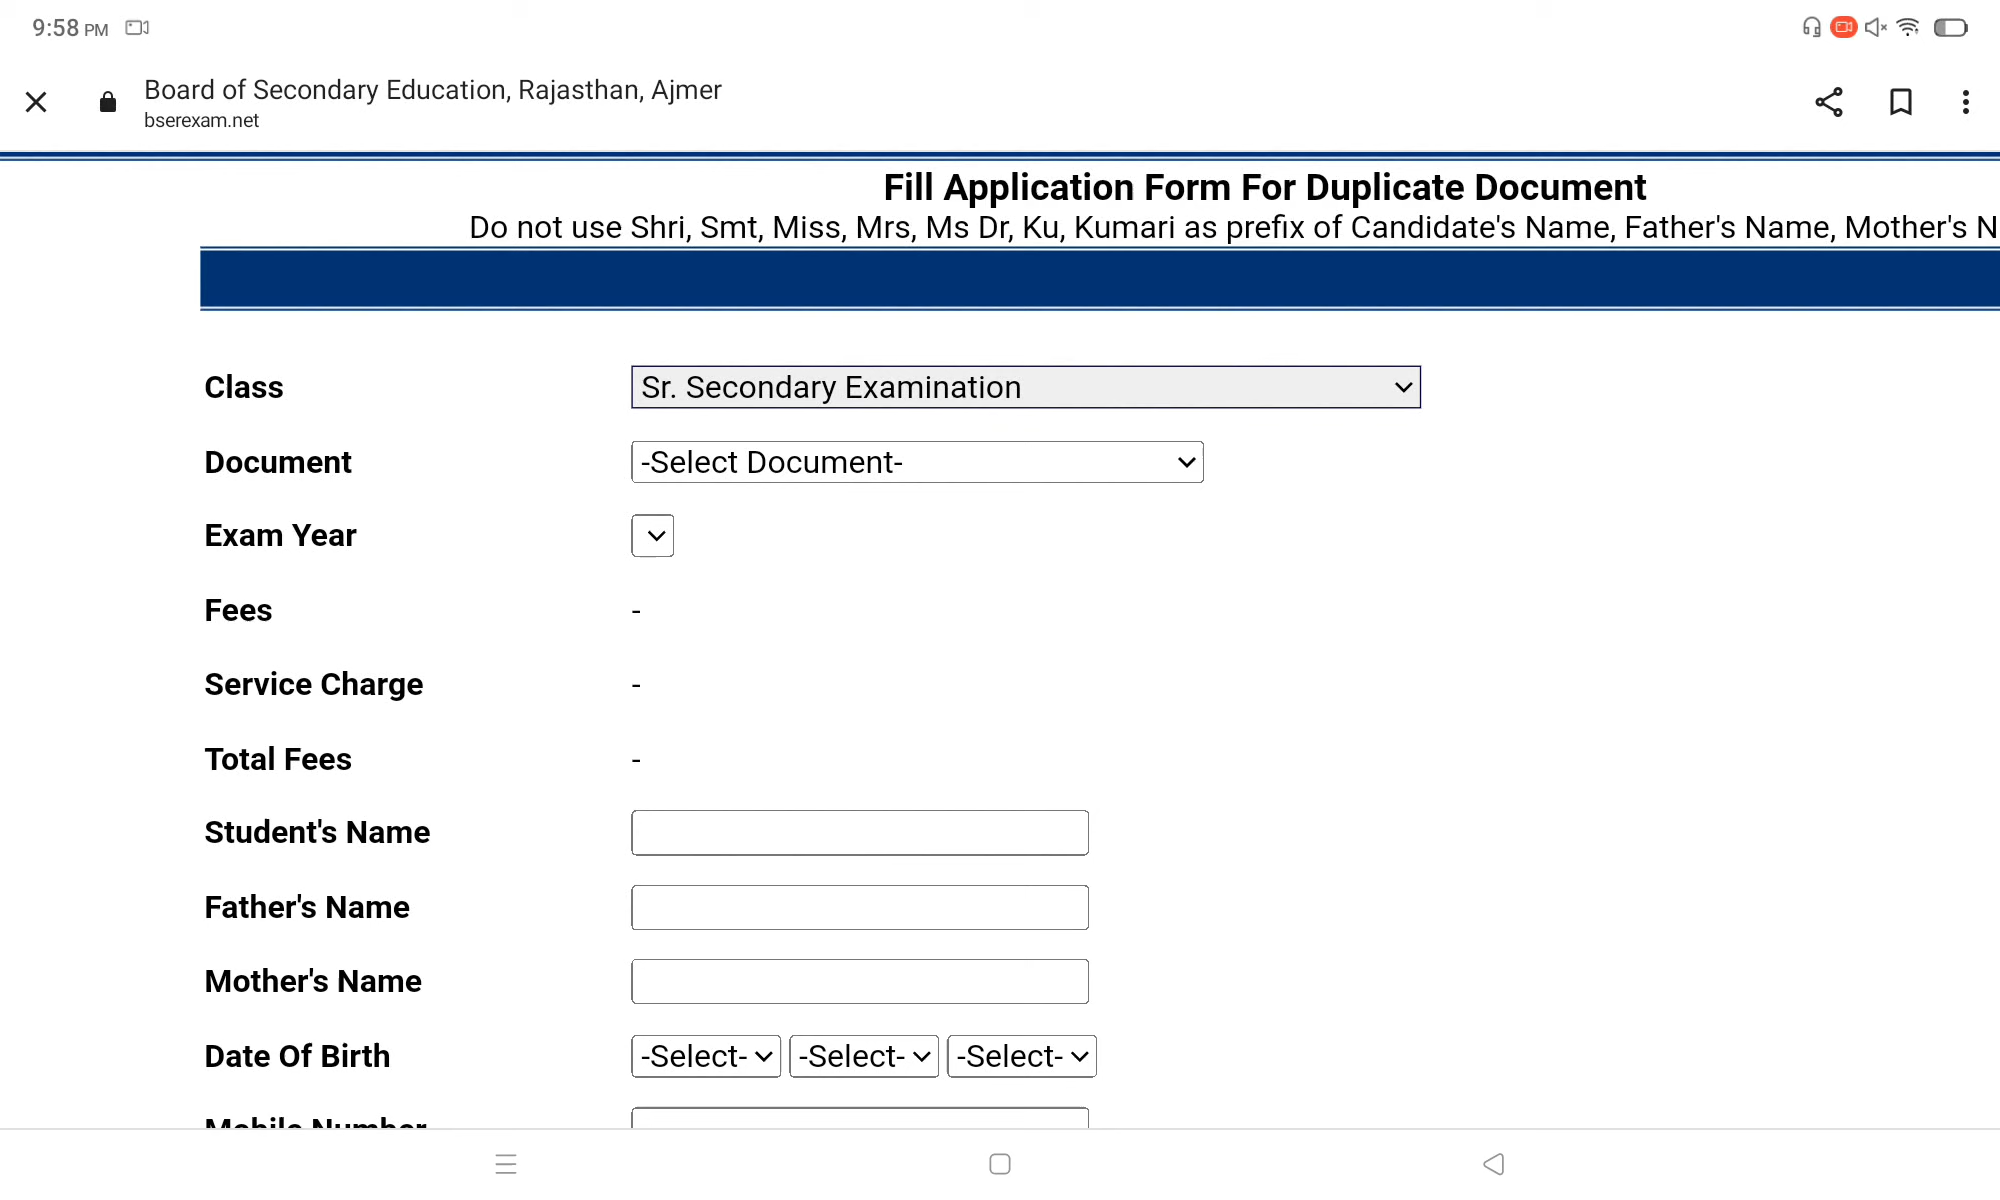 9:58 PM
Board of Secondary Education, Rajasthan, Ajmer
bserexam.net
Fill Application Form For Duplicate Document
Do not use Shri, Smt, Miss, Mrs, Ms Dr, Ku, Kumari as prefix of Candidate's Name, Father's Name, Mother's N
Class Sr. Secondary Examination
Document -Select Document-
Exam Year
Fees -
Service Charge -
Total Fees -
Student's Name
Father's Name
Mother's Name
Date Of Birth -Select- -Select- -Select-
Mobile Number